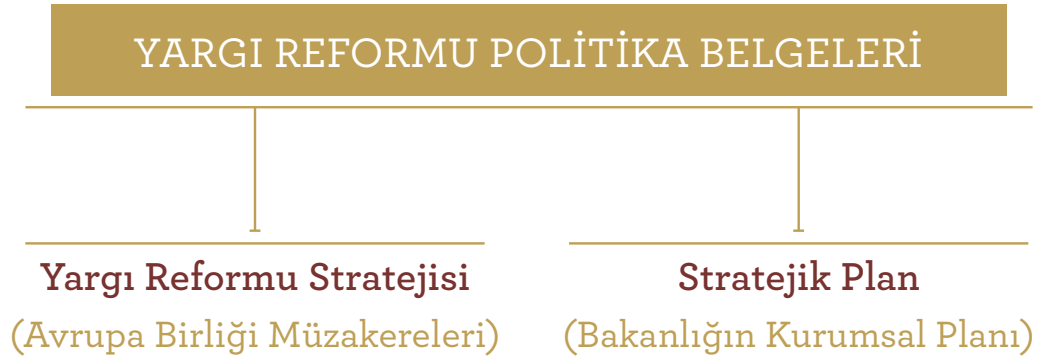 YARGI REFORMU POLİTİKA BELGELERİ
Yargı Reformu Stratejisi
(Avrupa Birliği Müzakereleri)
Stratejik Plan
(Bakanlığın Kurumsal Planı)